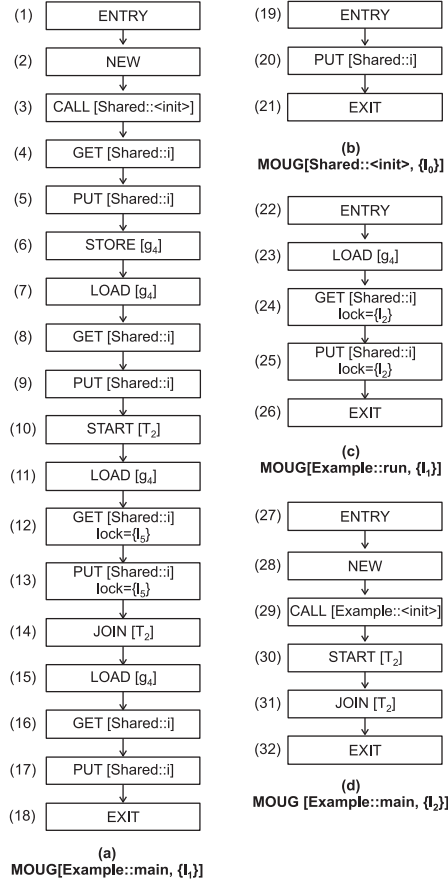 (1) ENTRY
(2) NEW
(3) CALL [Shared::<init>]
(4) GET [Shared::i]
(5) PUT [Shared::i]
(6) STORE [g₄]
(7) LOAD [g₄]
(8) GET [Shared::i]
(9) PUT [Shared::i]
(10) START [T₂]
(11) LOAD [g₄]
(12) GET [Shared::i]
lock={l₅}
(13) PUT [Shared::i]
lock={l₅}
(14) JOIN [T₂]
(15) LOAD [g₄]
(16) GET [Shared::i]
(17) PUT [Shared::i]
(18) EXIT
(a)
MOUG[Example::main, {l₁}]
(19) ENTRY
(20) PUT [Shared::i]
(21) EXIT
(b)
MOUG[Shared::<init>, {l₀}]
(22) ENTRY
(23) LOAD [g₄]
(24) GET [Shared::i]
lock={l₂}
(25) PUT [Shared::i]
lock={l₂}
(26) EXIT
(c)
MOUG[Example::run, {l₁}]
(27) ENTRY
(28) NEW
(29) CALL [Example::<init>]
(30) START [T₂]
(31) JOIN [T₂]
(32) EXIT
(d)
MOUG [Example::main, {l₂}]